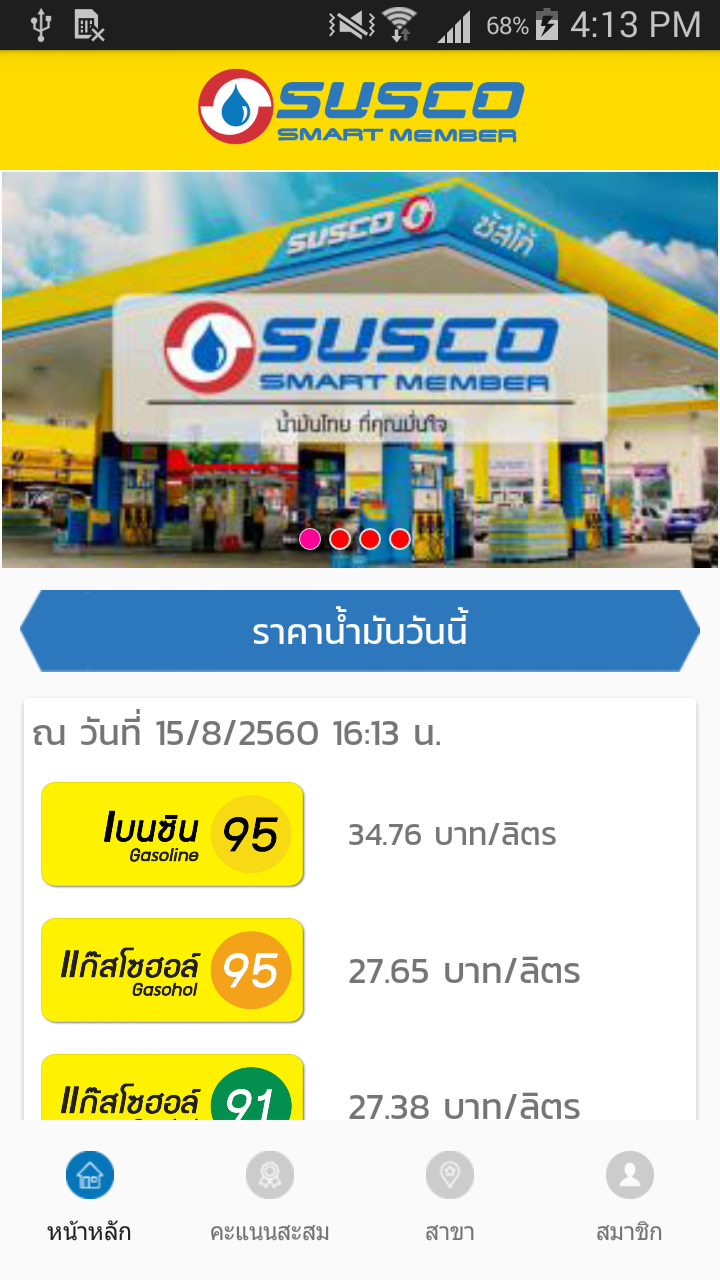 68% 4:13 PM
SUSCO
SMART MEMBER
SUSCO ซัสโก้
SUSCO
SMART MEMBER
น้ำมันไทย ที่คุณมั่นใจ
ราคาน้ำมันวันนี้
ณ วันที่ 15/8/2560 16:13 น.
เบนซิน 95
Gasoline
34.76 บาท/ลิตร
แก๊สโซฮอล์ 95
Gasohol
27.65 บาท/ลิตร
แก๊สโซฮอล์ 91
27.38 บาท/ลิตร
หน้าหลัก คะแนนสะสม สาขา สมาชิก